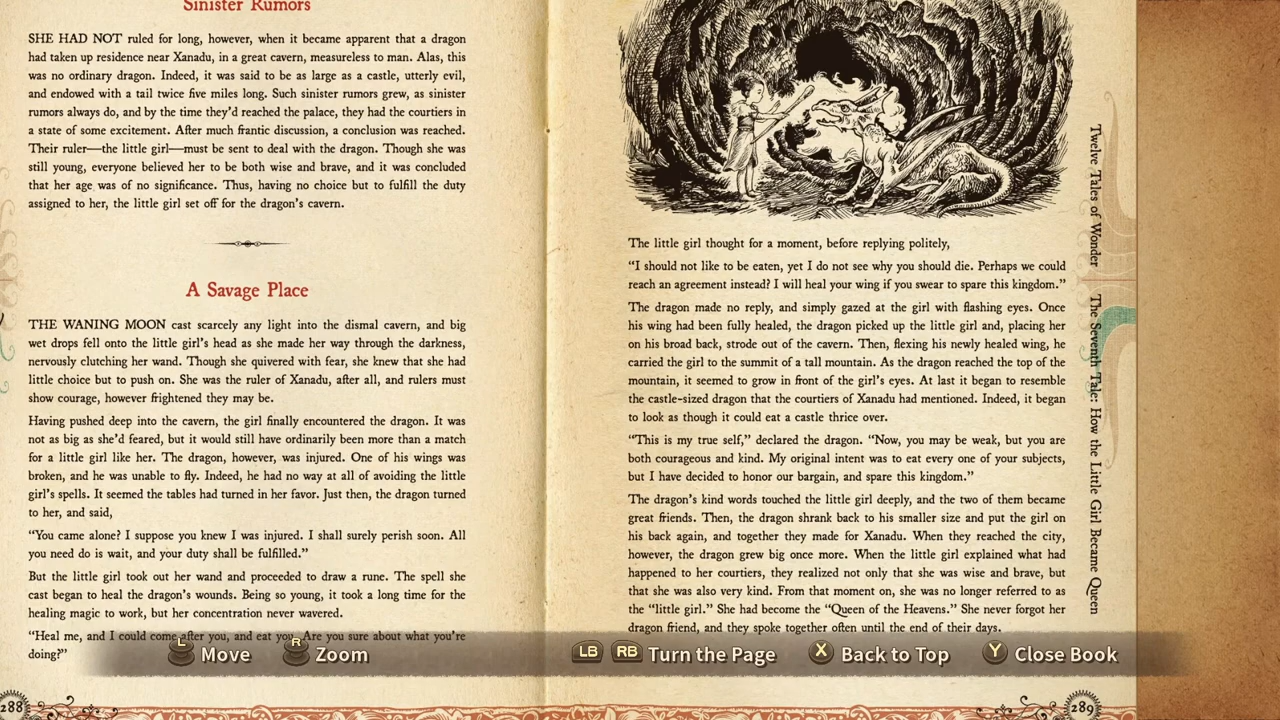 Sinister Rumors
SHE HAD NOT ruled for long, however, when it became apparent that a dragon
had taken up residence near Xanadu, in a great cavern, measureless to man. Alas, this
was no ordinary dragon. Indeed, it was said to be as large as a castle, utterly evil,
and endowed with a tail twice five miles long. Such sinister rumors grew, as sinister
rumors always do, and by the time they'd reached the palace, they had the courtiers in
a state of some excitement. After much frantic discussion, a conclusion was reached.
Their ruler—the little girl—must be sent to deal with the dragon. Though she was
still young, everyone believed her to be both wise and brave, and it was concluded
that her age was of no significance. Thus, having no choice but to fulfill the duty
assigned to her, the little girl set off for the dragon's cavern.
A Savage Place
THE WANING MOON cast scarcely any light into the dismal cavern, and big
wet drops fell onto the little girl's head as she made her way through the darkness,
nervously clutching her wand. Though she quivered with fear, she knew that she had
little choice but to push on. She was the ruler of Xanadu, after all, and rulers must
show courage, however frightened they may be.
Having pushed deep into the cavern, the girl finally encountered the dragon. It was
not as big as she'd feared, but it would still have ordinarily been more than a match
for a little girl like her. The dragon, however, was injured. One of his wings was
broken, and he was unable to fly. Indeed, he had no way at all of avoiding the little
girl's spells. It seemed the tables had turned in her favor. Just then, the dragon turned
to her, and said,
“You came alone? I suppose you knew I was injured. I shall surely perish soon. All
you need do is wait, and your duty shall be fulfilled.”
But the little girl took out her wand and proceeded to draw a rune. The spell she
cast began to heal the dragon's wounds. Being so young, it took a long time for the
healing magic to work, but her concentration never wavered.
“Heal me, and I could come after you, and eat you. Are you sure about what you're
doing?”
288
The little girl thought for a moment, before replying politely,
“I should not like to be eaten, yet I do not see why you should die. Perhaps we could
reach an agreement instead? I will heal your wing if you swear to spare this kingdom.”
The dragon made no reply, and simply gazed at the girl with flashing eyes. Once
his wing had been fully healed, the dragon picked up the little girl and, placing her
on his broad back, strode out of the cavern. Then, flexing his newly healed wing, he
carried the girl to the summit of a tall mountain. As the dragon reached the top of the
mountain, it seemed to grow in front of the girl's eyes. At last it began to resemble
the castle-sized dragon that the courtiers of Xanadu had mentioned. Indeed, it began
to look as though it could eat a castle thrice over.
“This is my true self,” declared the dragon. “Now, you may be weak, but you are
both courageous and kind. My original intent was to eat every one of your subjects,
but I have decided to honor our bargain, and spare this kingdom.”
The dragon's kind words touched the little girl deeply, and the two of them became
great friends. Then, the dragon shrank back to his smaller size and put the girl on
his back again, and together they made for Xanadu. When they reached the city,
however, the dragon grew big once more. When the little girl explained what had
happened to her courtiers, they realized not only that she was wise and brave, but
that she was also very kind. From that moment on, she was no longer referred to as
the “little girl.” She had become the “Queen of the Heavens.” She never forgot her
dragon friend, and they spoke together often until the end of their days.
289
Twelve Tales of Wonder
The Seventh Tale: How the Little Girl Became Queen
L Move R Zoom LB RB Turn the Page X Back to Top Y Close Book